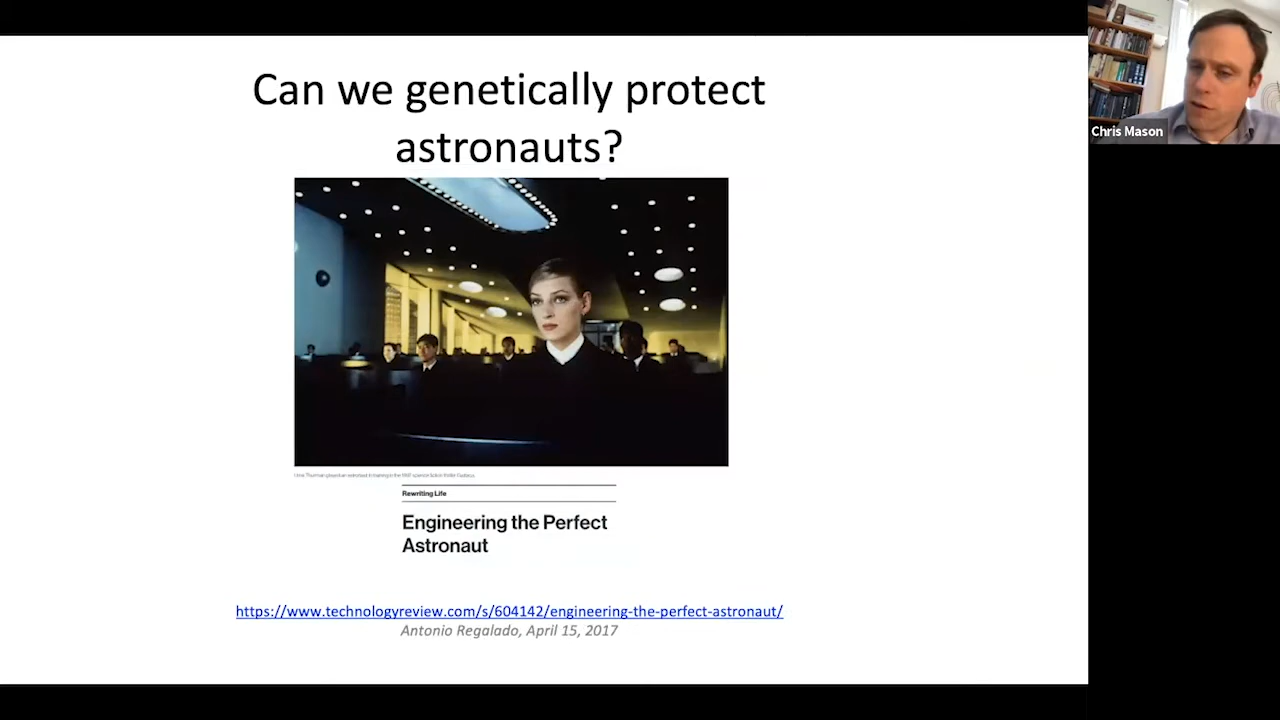 Can we genetically protect
astronauts?
Chris Mason
Rewriting Life
Engineering the Perfect
Astronaut
https://www.technologyreview.com/s/604142/engineering-the-perfect-astronaut/
Antonio Regalado, April 15, 2017